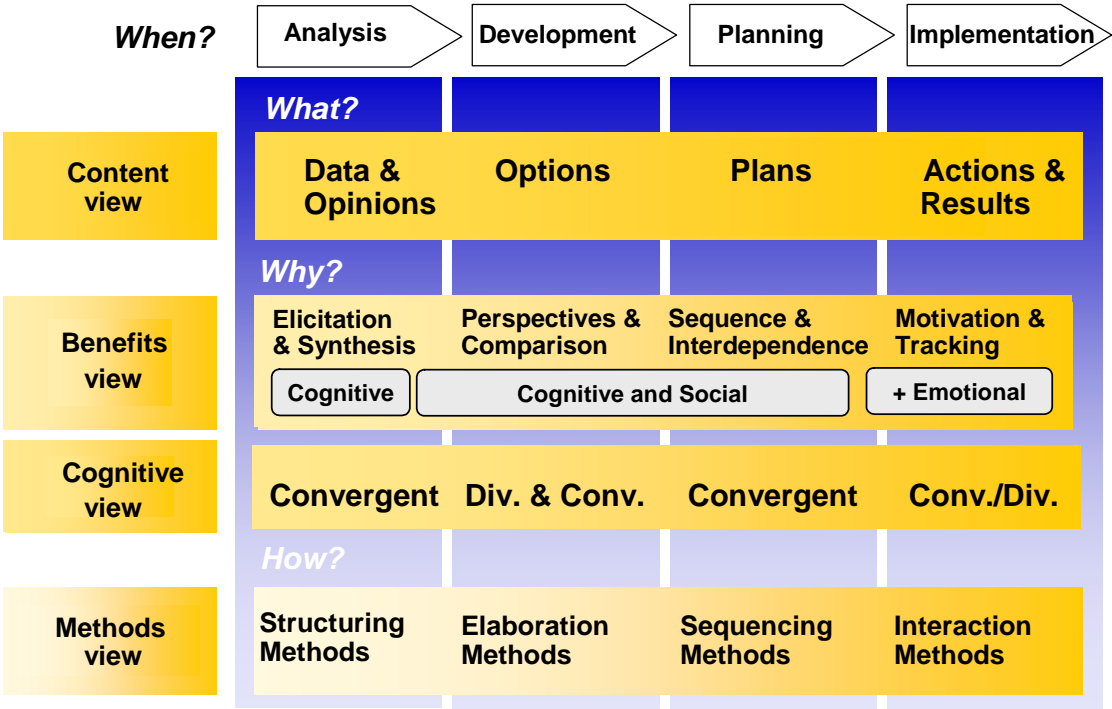 When?
Analysis
Development
Planning
Implementation
What?
Content
view
Data &
Opinions
Options
Plans
Actions &
Results
Why?
Benefits
view
Elicitation
& Synthesis
Perspectives &
Comparison
Sequence &
Interdependence
Motivation &
Tracking
Cognitive
Cognitive and Social
+ Emotional
Cognitive
view
Convergent
Div. & Conv.
Convergent
Conv./Div.
How?
Methods
view
Structuring
Methods
Elaboration
Methods
Sequencing
Methods
Interaction
Methods